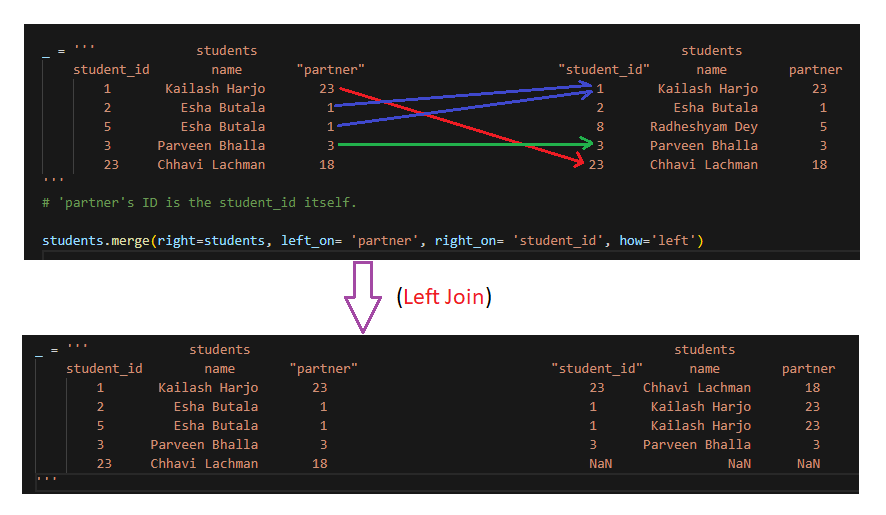 _ = ''' students students
student_id name "partner" "student_id" name partner
1 Kailash Harjo 23 1 Kailash Harjo 23
2 Esha Butala 1 2 Esha Butala 1
5 Esha Butala 1 8 Radheshyam Dey 5
3 Parveen Bhalla 3 3 Parveen Bhalla 3
23 Chhavi Lachman 18 23 Chhavi Lachman 18
'''
# 'partner's ID is the student_id itself.
students.merge(right=students, left_on= 'partner', right_on= 'student_id', how='left')
(Left Join)
_ = ''' students students
student_id name "partner" "student_id" name partner
1 Kailash Harjo 23 23 Chhavi Lachman 18
2 Esha Butala 1 1 Kailash Harjo 23
5 Esha Butala 1 1 Kailash Harjo 23
3 Parveen Bhalla 3 3 Parveen Bhalla 3
23 Chhavi Lachman 18 NaN NaN NaN
'''